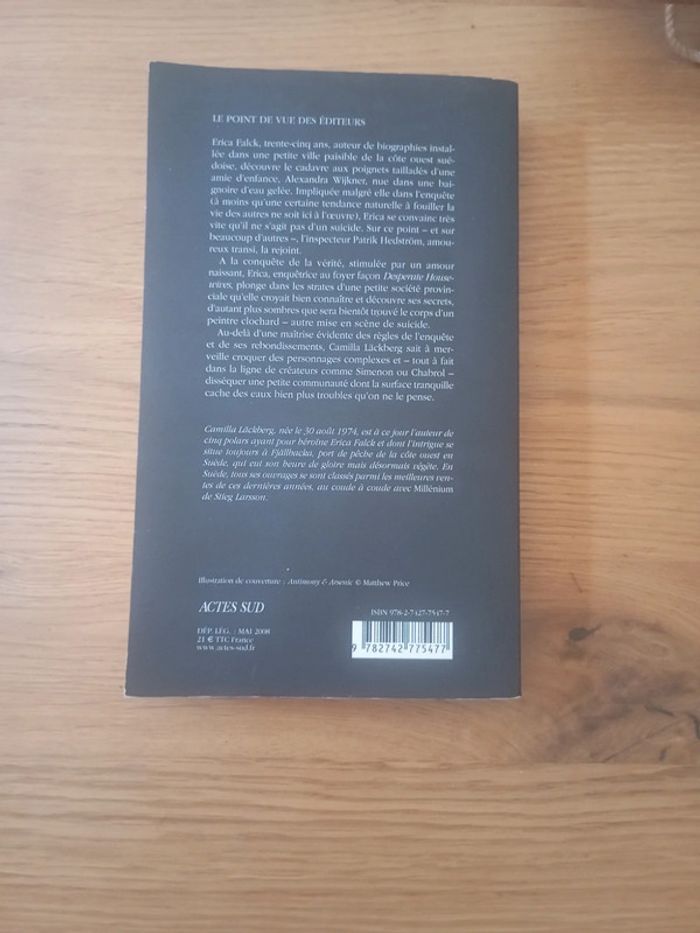 LE POINT DE VUE DES ÉDITEURS
Erica Falck, trente-cinq ans, auteur de biographies instal-
lée dans une petite ville paisible de la côte ouest sué-
doise, découvre le cadavre aux poignets tailladés d'une
amie d'enfance, Alexandra Wijkner, nue dans une bai-
gnoire d'eau gelée. Impliquée malgré elle dans l'enquête
(à moins qu'une certaine tendance naturelle à fouiller la
vie des autres ne soit ici à l'œuvre), Erica se convainc très
vite qu'il ne s'agit pas d'un suicide. Sur ce point – et sur
beaucoup d'autres –, l'inspecteur Patrik Hedström, amou-
reux transi, la rejoint.
A la conquête de la vérité, stimulée par un amour
naissant, Erica, enquêtrice au foyer façon Desperate House-
wives, plonge dans les strates d'une petite société provin-
ciale qu'elle croyait bien connaître et découvre ses secrets,
d'autant plus sombres que sera bientôt trouvé le corps d'un
peintre clochard – autre mise en scène de suicide.
Au-delà d'une maîtrise évidente des règles de l'enquête
et de ses rebondissements, Camilla Läckberg sait à mer-
veille croquer des personnages complexes et – tout à fait
dans la ligne de créateurs comme Simenon ou Chabrol –
disséquer une petite communauté dont la surface tranquille
cache des eaux bien plus troubles qu'on ne le pense.
Camilla Läckberg, née le 30 août 1974, est à ce jour l'auteur de
cinq polars ayant pour héroïne Erica Falck et dont l'intrigue se
situe toujours à Fjällbacka, port de pêche de la côte ouest en
Suède, qui eut son heure de gloire mais désormais végète. En
Suède, tous ses ouvrages se sont classés parmi les meilleures ven-
tes de ces dernières années, au coude à coude avec Millénium
de Stieg Larsson.
Illustration de couverture : Antimony & Arsenic © Matthew Price
ACTES SUD
DÉP. LÉG. : MAI 2008
21 € TTC France
www.actes-sud.fr
ISBN 978-2-7427-7547-7
9 782742 775477